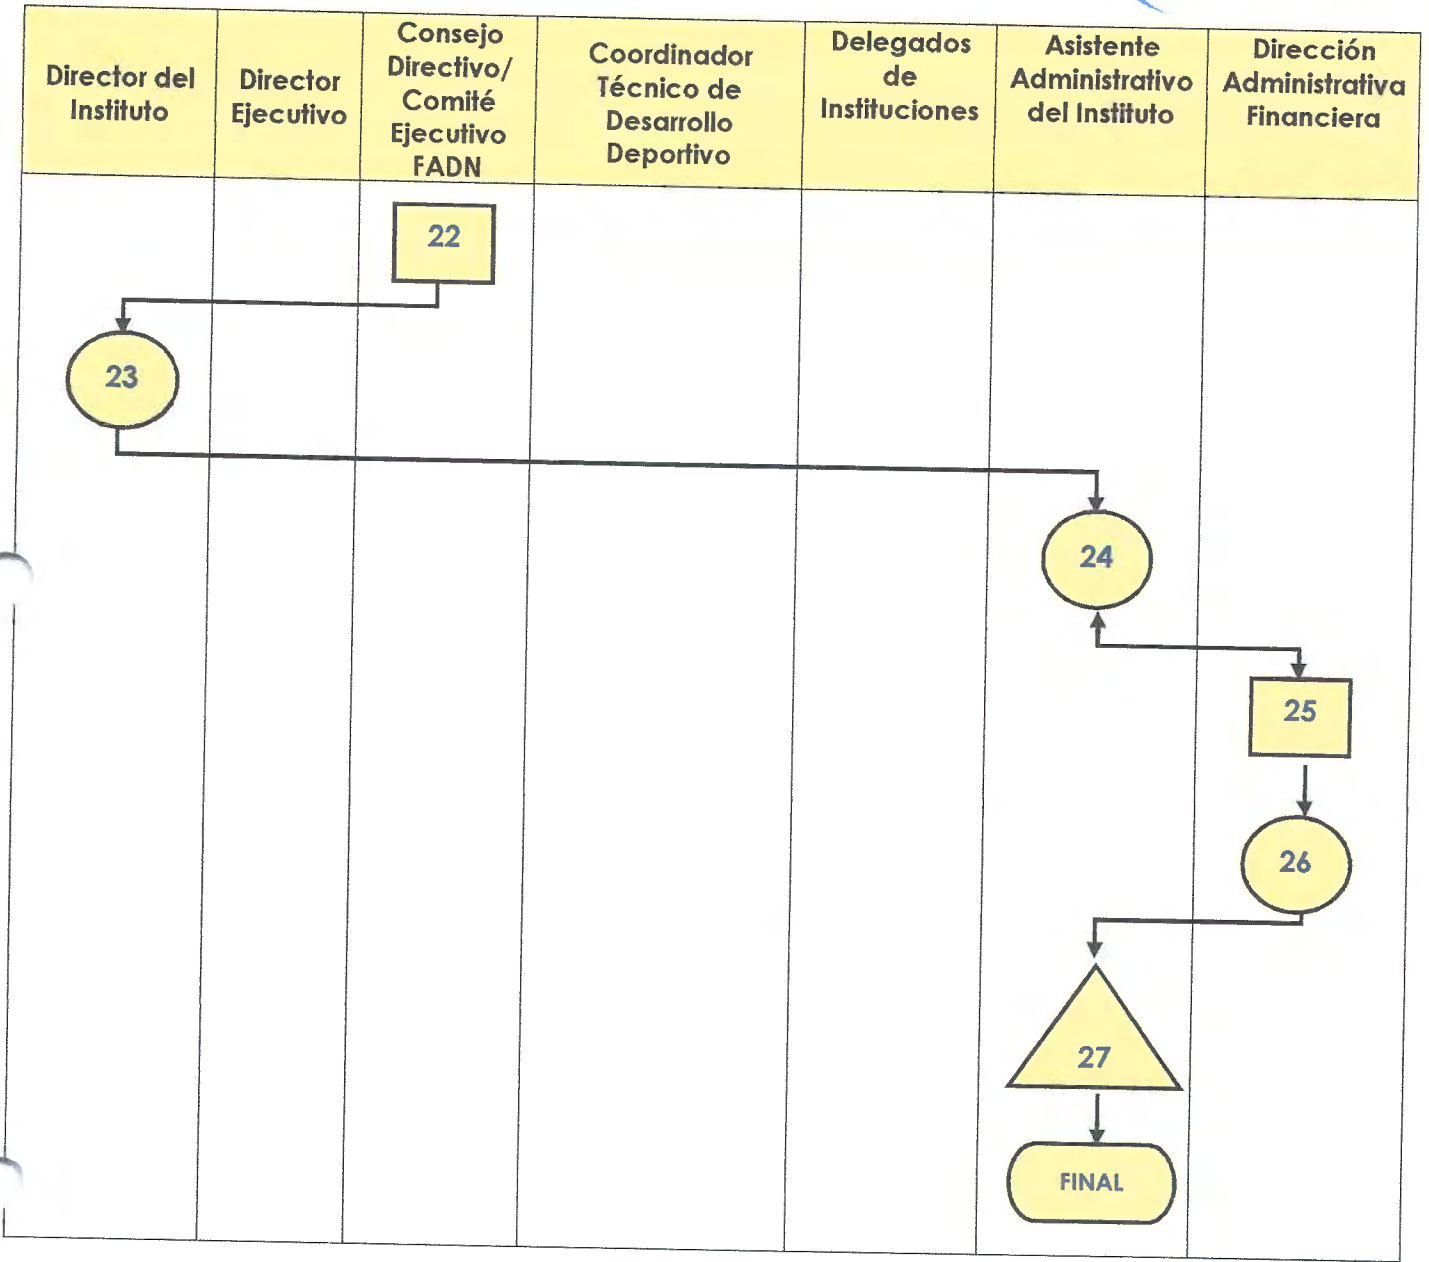 Director del
Instituto
Director
Ejecutivo
Consejo
Directivo/
Comité
Ejecutivo
FADN
Coordinador
Técnico de
Desarrollo
Deportivo
Delegados
de
Instituciones
Asistente
Administrativo
del Instituto
Dirección
Administrativa
Financiera
22
23
24
25
26
27
FINAL